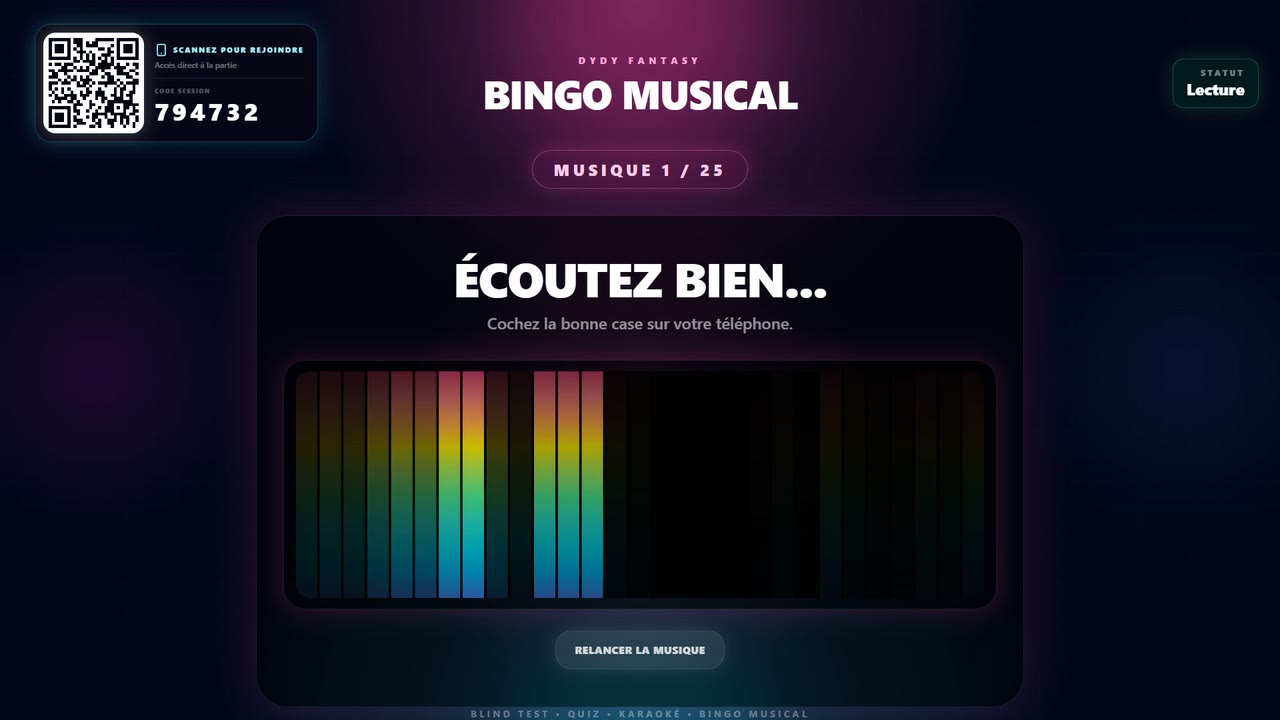 SCANNEZ POUR REJOINDRE
Accès direct à la partie
CODE SESSION
794732
DYDY FANTASY
BINGO MUSICAL
STATUT
Lecture
MUSIQUE 1 / 25
ÉCOUTEZ BIEN...
Cochez la bonne case sur votre téléphone.
RELANCER LA MUSIQUE
BLIND TEST • QUIZ • KARAOKÉ • BINGO MUSICAL